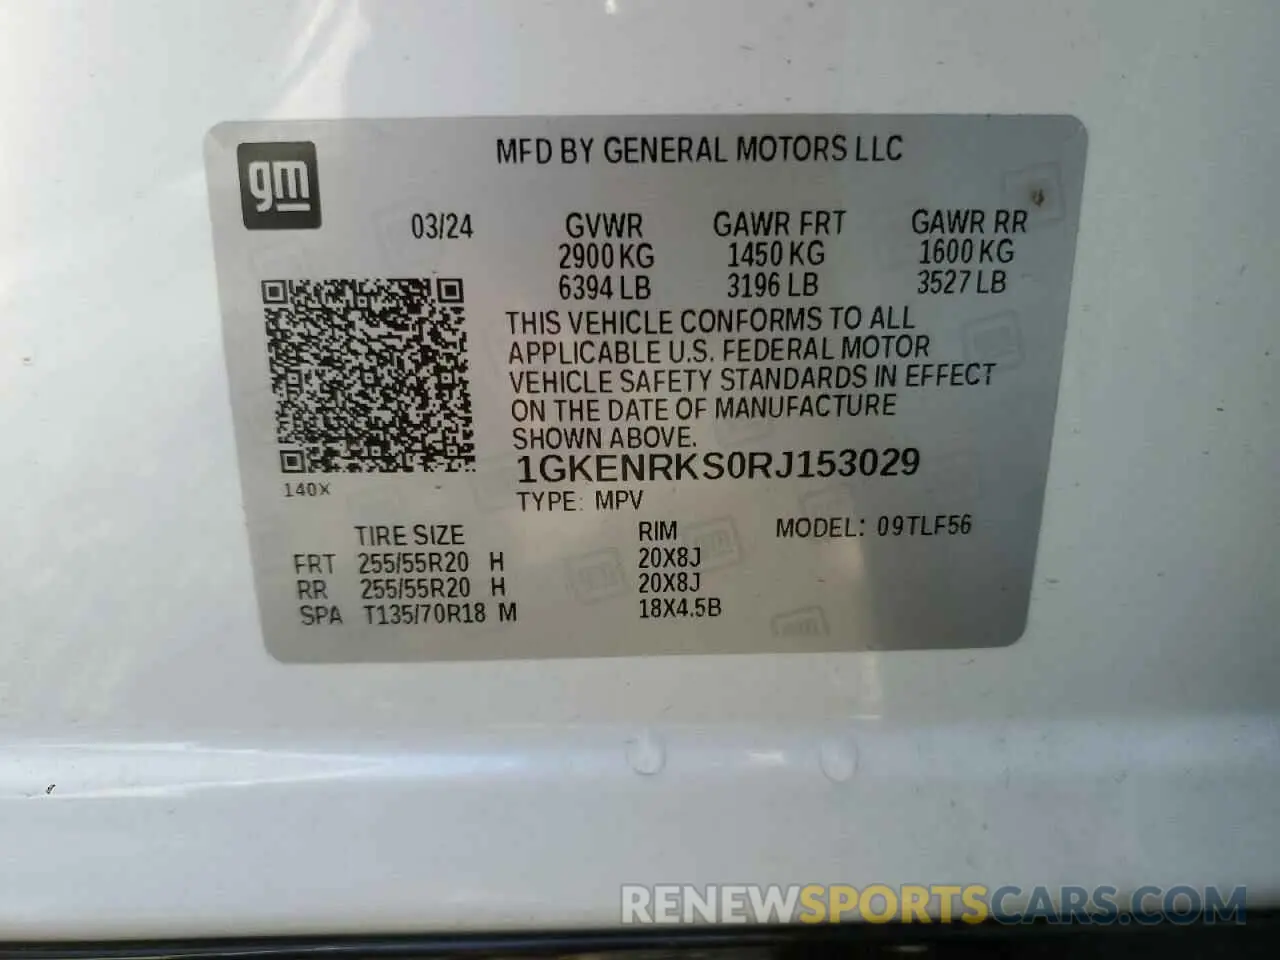 gm
MFD BY GENERAL MOTORS LLC
03/24 GVWR GAWR FRT GAWR RR
2900 KG 1450 KG 1600 KG
6394 LB 3196 LB 3527 LB
THIS VEHICLE CONFORMS TO ALL
APPLICABLE U.S. FEDERAL MOTOR
VEHICLE SAFETY STANDARDS IN EFFECT
ON THE DATE OF MANUFACTURE
SHOWN ABOVE.
1GKENRKS0RJ153029
140X
TYPE: MPV
TIRE SIZE RIM MODEL: 09TLF56
FRT 255/55R20 H 20X8J
RR 255/55R20 H 20X8J
SPA T135/70R18 M 18X4.5B
RENEWSPORTSCARS.COM